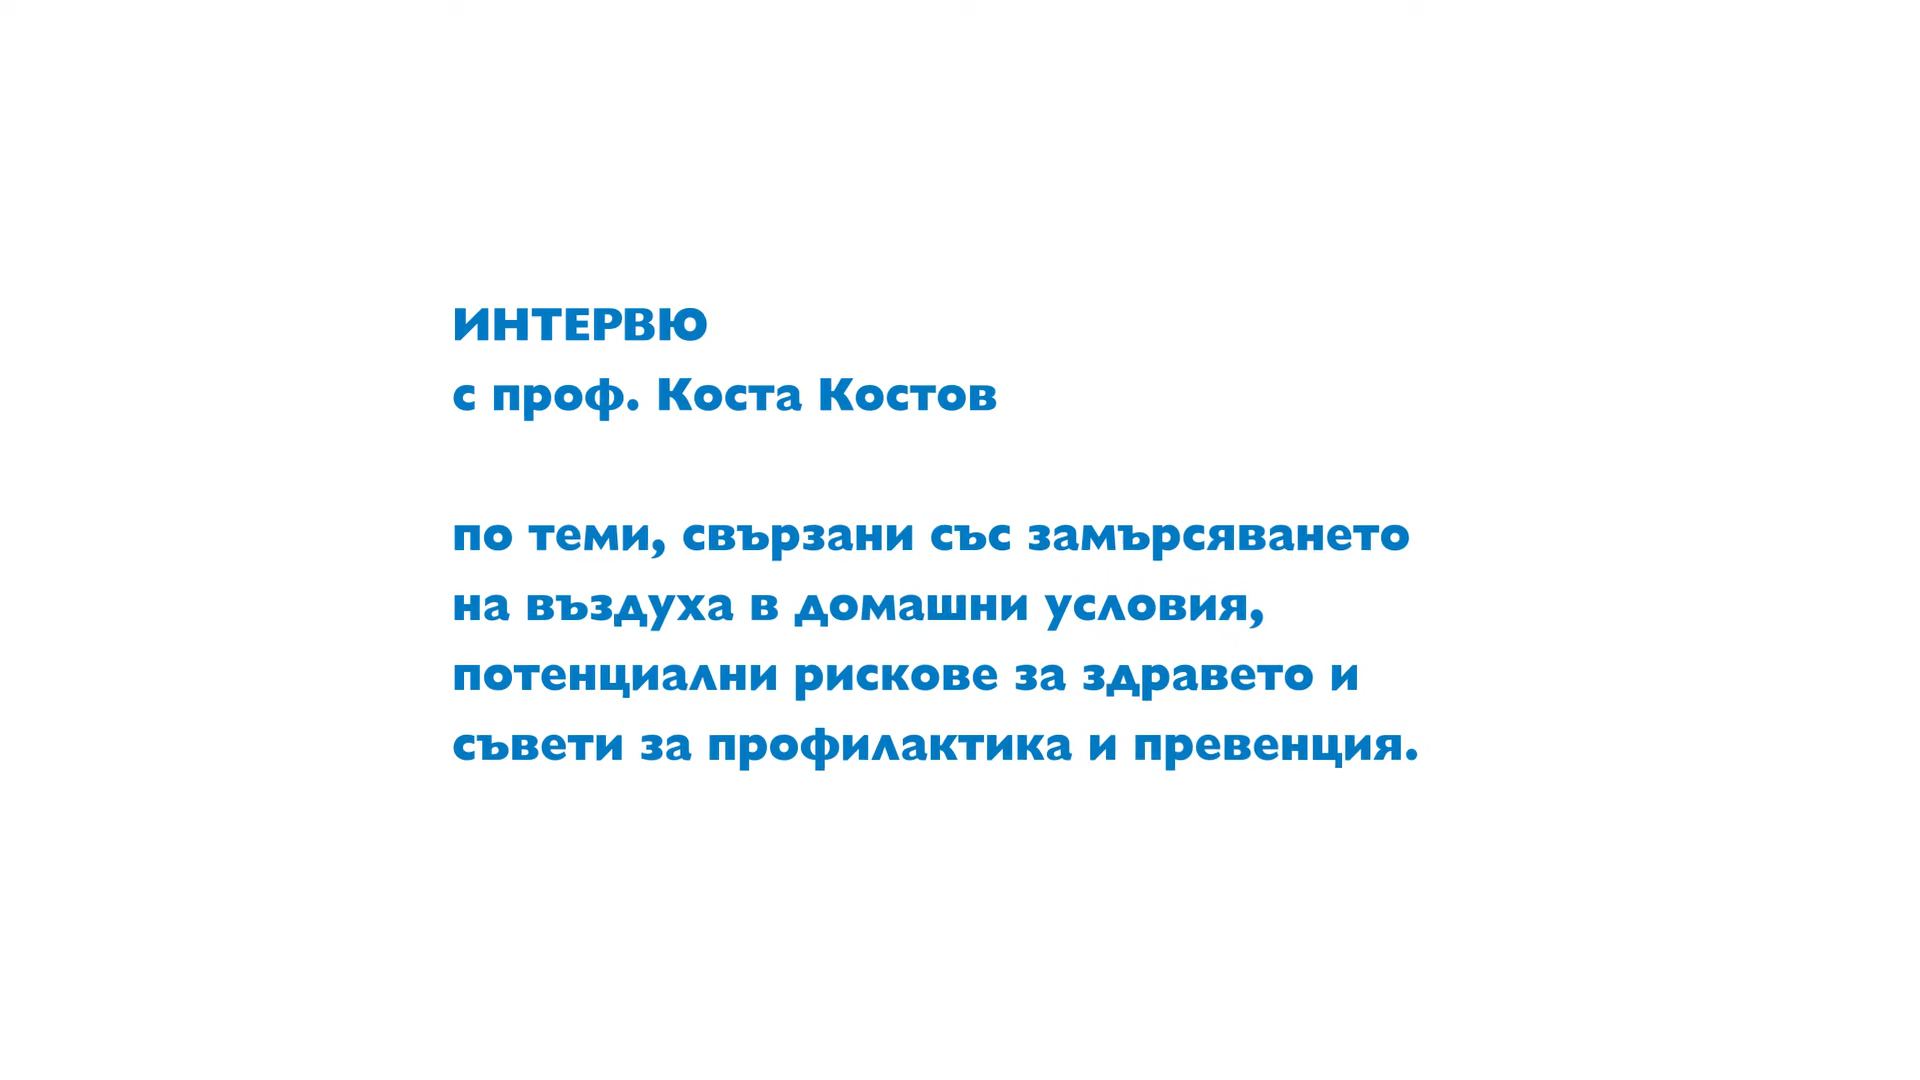 ИНТЕРВЮ
с проф. Коста Костов
по теми, свързани със замърсяването
на въздуха в домашни условия,
потенциални рискове за здравето и
съвети за профилактика и превенция.